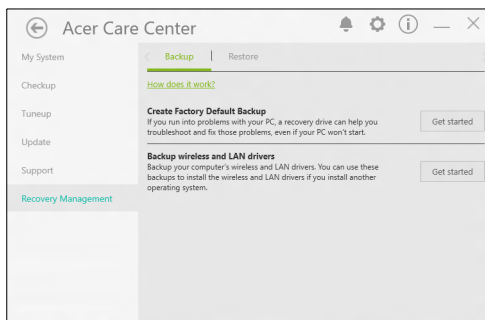 Acer Care Center
My System
Checkup
Tuneup
Update
Support
Recovery Management
Backup
Restore
How does it work?
Create Factory Default Backup
If you run into problems with your PC, a recovery drive can help you
troubleshoot and fix those problems, even if your PC won't start.
Get started
Backup wireless and LAN drivers
Backup your computer's wireless and LAN drivers. You can use these
backups to install the wireless and LAN drivers if you install another
operating system.
Get started